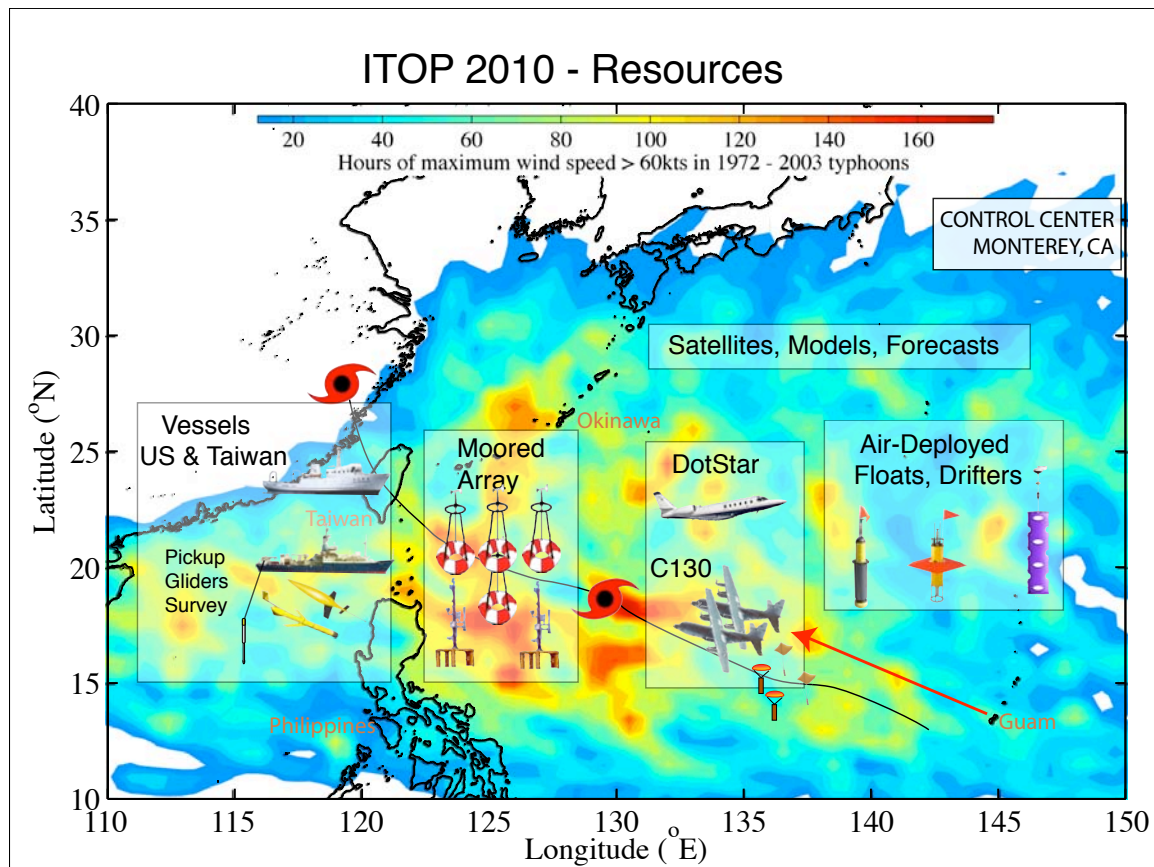 ITOP 2010 - Resources
40
35
30
25
20
15
10
Latitude (°N)
20 40 60 80 100 120 140 160
Hours of maximum wind speed > 60kts in 1972 - 2003 typhoons
CONTROL CENTER
MONTEREY, CA
Satellites, Models, Forecasts
Okinawa
Vessels
US & Taiwan
Taiwan
Pickup
Gliders
Survey
Moored
Array
DotStar
C130
Air-Deployed
Floats, Drifters
Philippines
Guam
110 115 120 125 130 135 140 145 150
Longitude (°E)